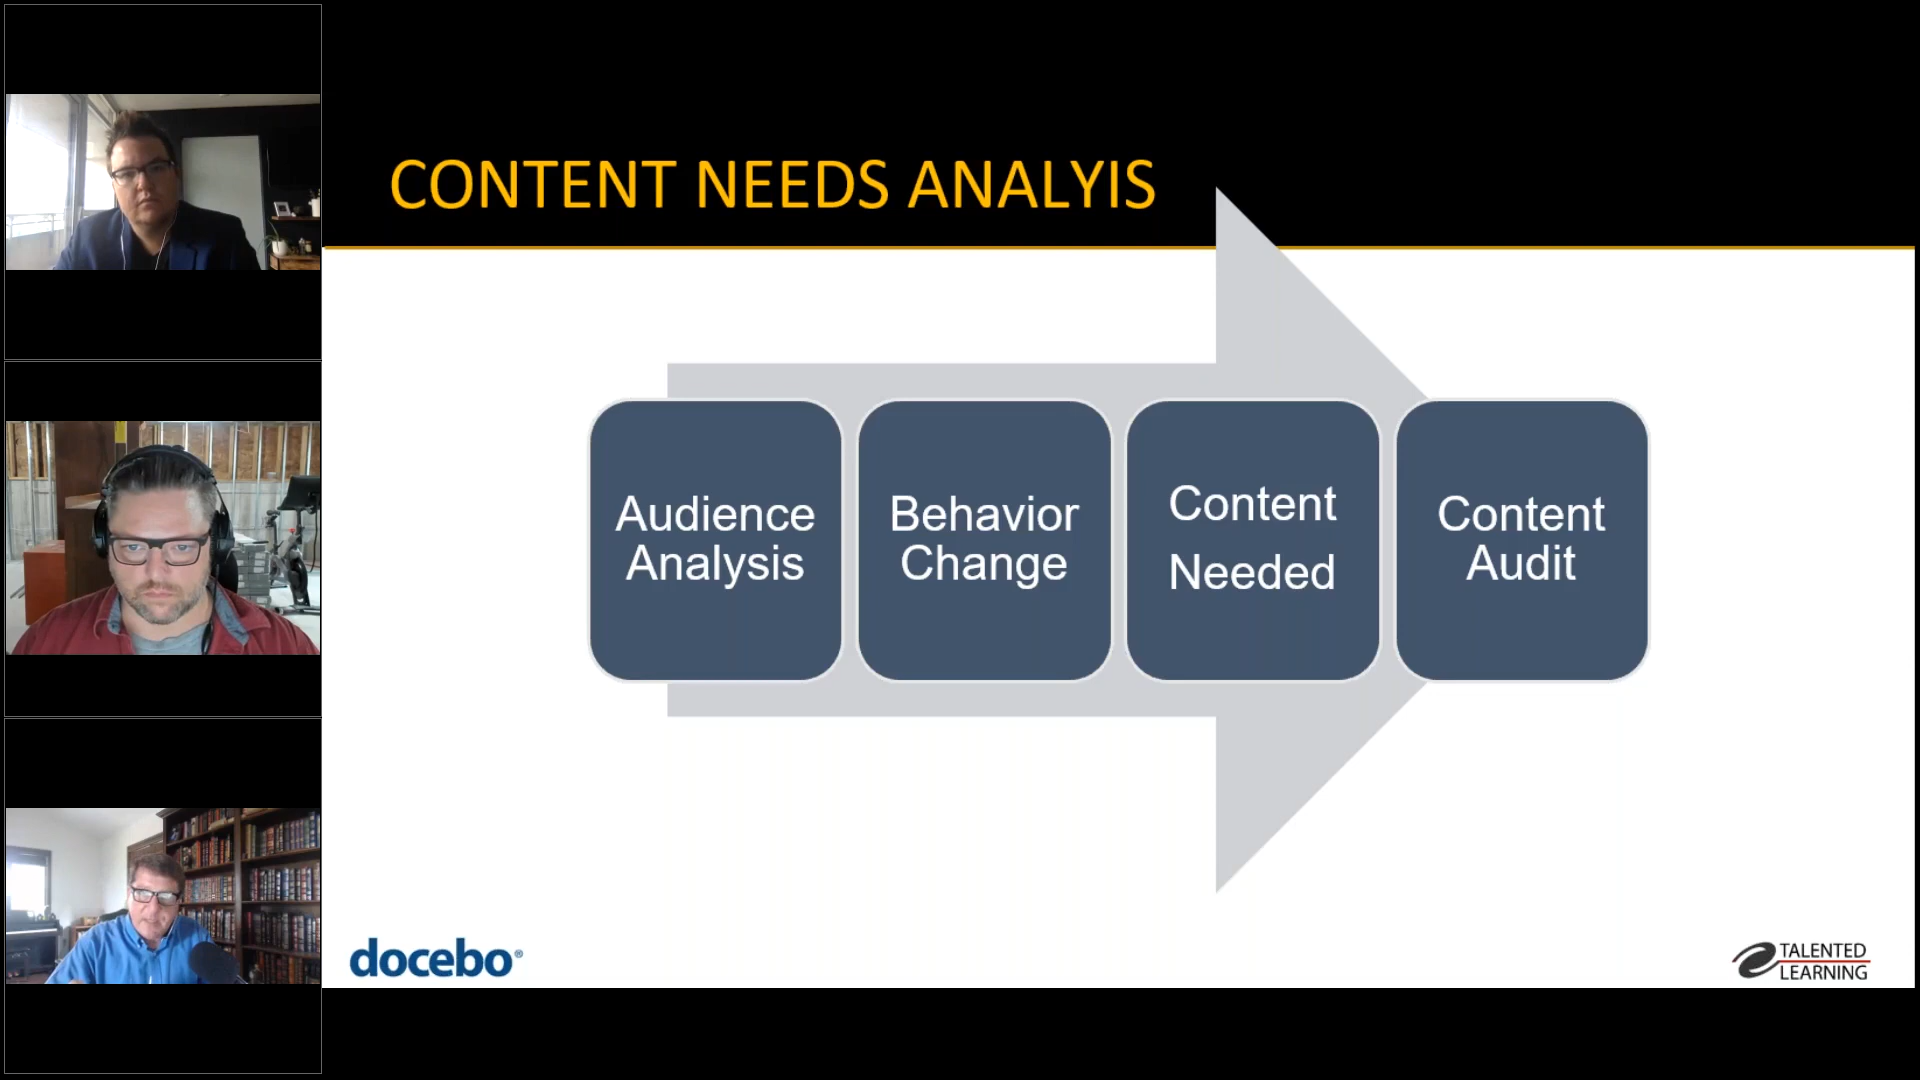 CONTENT NEEDS ANALYIS
Audience
Analysis
Behavior
Change
Content
Needed
Content
Audit
docebo®
TALENTED
LEARNING